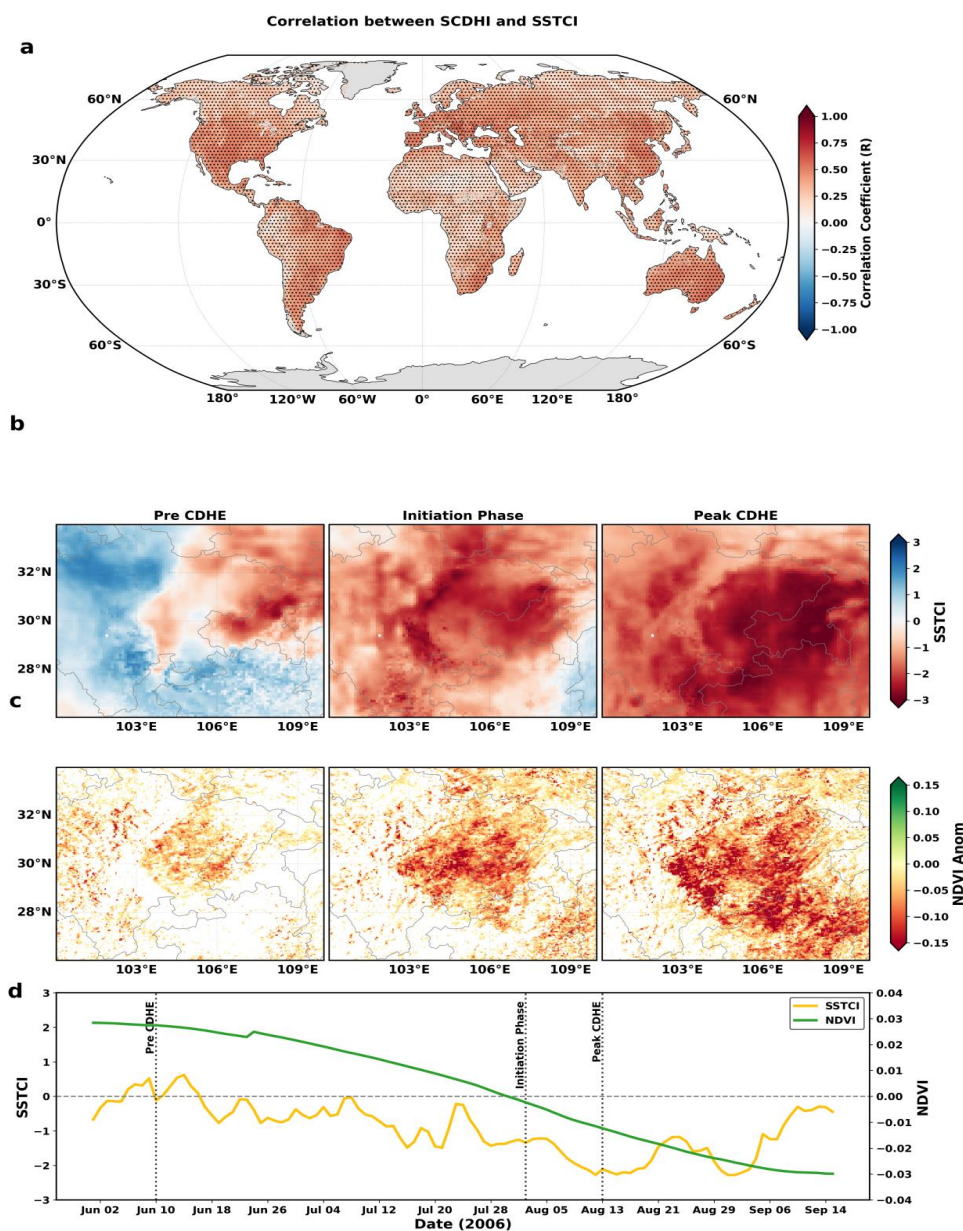 Correlation between SCDHI and SSTCI
a
60°N 60°N
30°N 30°N
0° 0°
30°S 30°S
60°S 60°S
180° 120°W 60°W 0° 60°E 120°E 180°
1.00
0.75
0.50
0.25
0.00
−0.25
−0.50
−0.75
−1.00
Correlation Coefficient (R)
b
Pre CDHE Initiation Phase Peak CDHE
32°N
30°N
28°N
103°E 106°E 109°E 103°E 106°E 109°E 103°E 106°E 109°E
3
2
1
0
−1
−2
−3
SSTCI
c
32°N
30°N
28°N
103°E 106°E 109°E 103°E 106°E 109°E 103°E 106°E 109°E
0.15
0.10
0.05
0.00
−0.05
−0.10
−0.15
NDVI Anom
d
3
2
1
0
−1
−2
−3
SSTCI
Pre CDHE
Initiation Phase
Peak CDHE
SSTCI
NDVI
0.04
0.03
0.02
0.01
0.00
−0.01
−0.02
−0.03
−0.04
NDVI
Jun 02 Jun 10 Jun 18 Jun 26 Jul 04 Jul 12 Jul 20 Jul 28 Aug 05 Aug 13 Aug 21 Aug 29 Sep 06 Sep 14
Date (2006)